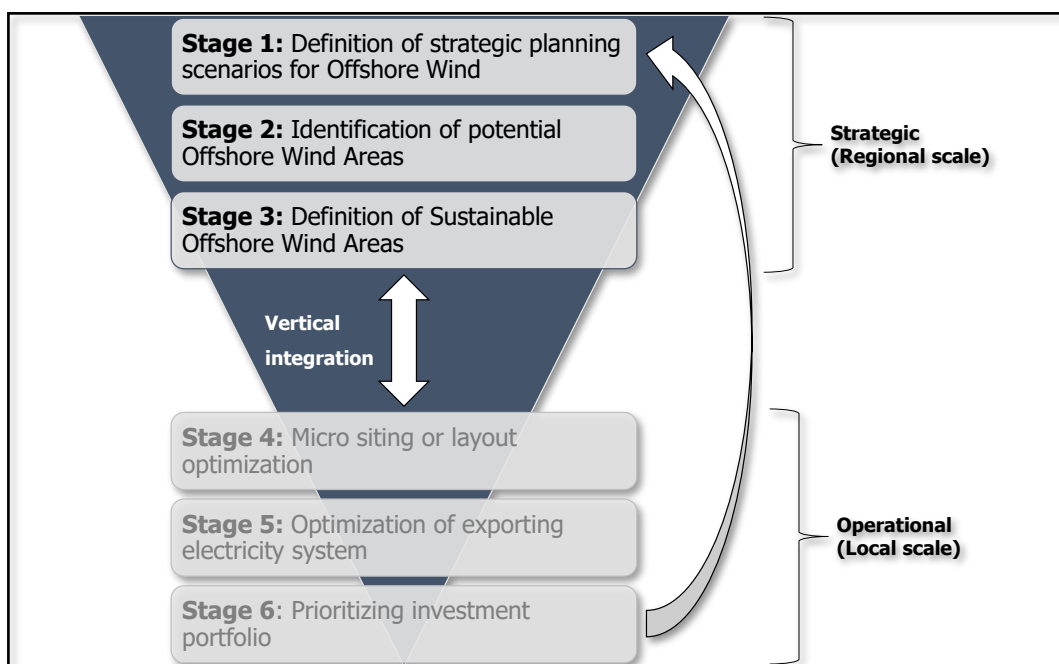 Stage 1: Definition of strategic planning
scenarios for Offshore Wind
Stage 2: Identification of potential
Offshore Wind Areas
Stage 3: Definition of Sustainable
Offshore Wind Areas
Strategic
(Regional scale)
Vertical
integration
Stage 4: Micro siting or layout
optimization
Stage 5: Optimization of exporting
electricity system
Stage 6: Prioritizing investment
portfolio
Operational
(Local scale)